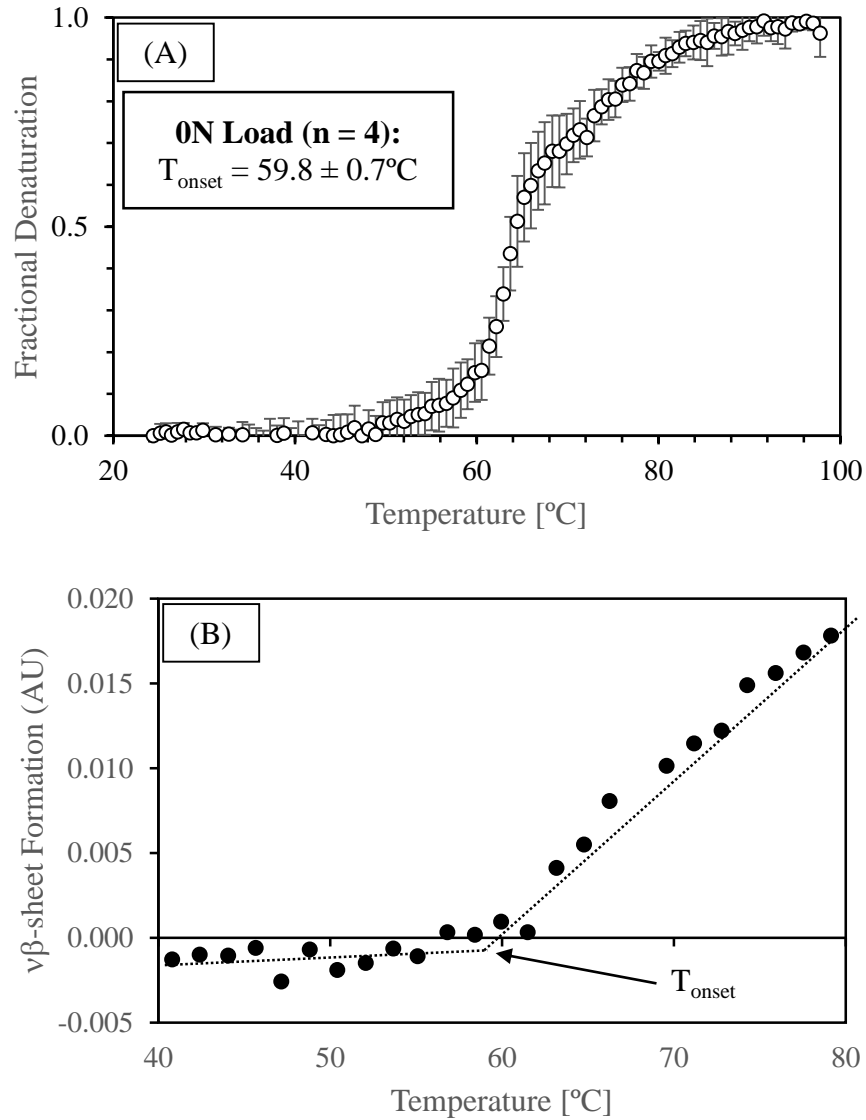 1.0
(A)
0N Load (n = 4):
Tonset = 59.8 ± 0.7ºC
0.5
0.0
Fractional Denaturation
20
40
60
80
100
Temperature [ºC]
0.020
(B)
0.015
0.010
0.005
0.000
-0.005
νβ-sheet Formation (AU)
Tonset
40
50
60
70
80
Temperature [ºC]